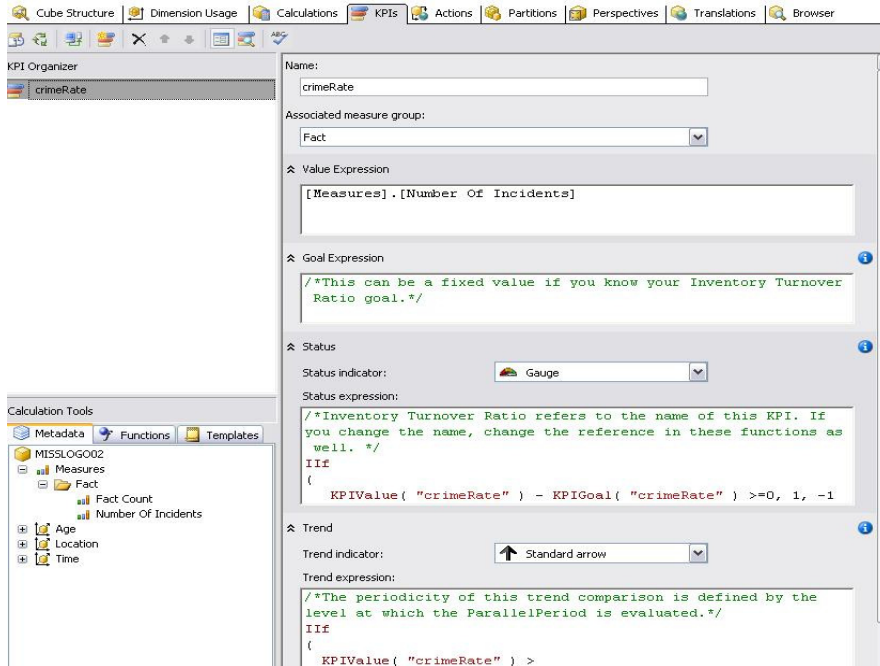 Cube Structure Dimension Usage Calculations KPIs Actions Partitions Perspectives Translations Browser
ABC
KPI Organizer
crimeRate
Calculation Tools
Metadata Functions Templates
MISSLOGO02
Measures
Fact
Fact Count
Number Of Incidents
Age
Location
Time
Name:
crimeRate
Associated measure group:
Fact
Value Expression
[Measures].[Number Of Incidents]
Goal Expression
/*This can be a fixed value if you know your Inventory Turnover
Ratio goal.*/
Status
Status indicator: Gauge
Status expression:
/*Inventory Turnover Ratio refers to the name of this KPI. If
you change the name, change the reference in these functions as
well. */
IIf
(
KPIValue( "crimeRate" ) - KPIGoal( "crimeRate" ) >=0, 1, -1
Trend
Trend indicator: Standard arrow
Trend expression:
/*The periodicity of this trend comparison is defined by the
level at which the ParallelPeriod is evaluated.*/
IIf
(
KPIValue( "crimeRate" ) >